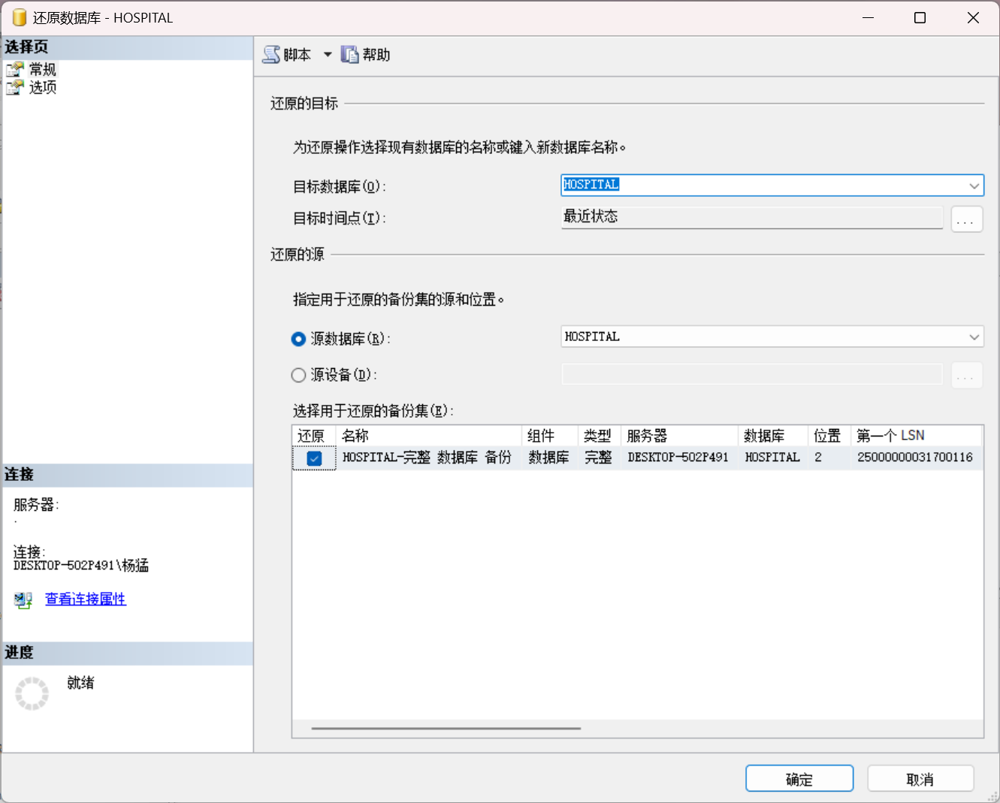 还原数据库 - HOSPITAL
选择页
常规
选项
脚本
帮助
还原的目标
为还原操作选择现有数据库的名称或键入新数据库名称。
目标数据库(O):
HOSPITAL
目标时间点(T):
最近状态
...
还原的源
指定用于还原的备份集的源和位置。
源数据库(R):
HOSPITAL
源设备(D):
...
选择用于还原的备份集(E):
还原 名称 组件 类型 服务器 数据库 位置 第一个 LSN
HOSPITAL-完整 数据库 备份 数据库 完整 DESKTOP-502P491 HOSPITAL 2 25000000031700116
连接
服务器:
.
连接:
DESKTOP-502P491\杨猛
查看连接属性
进度
就绪
确定
取消